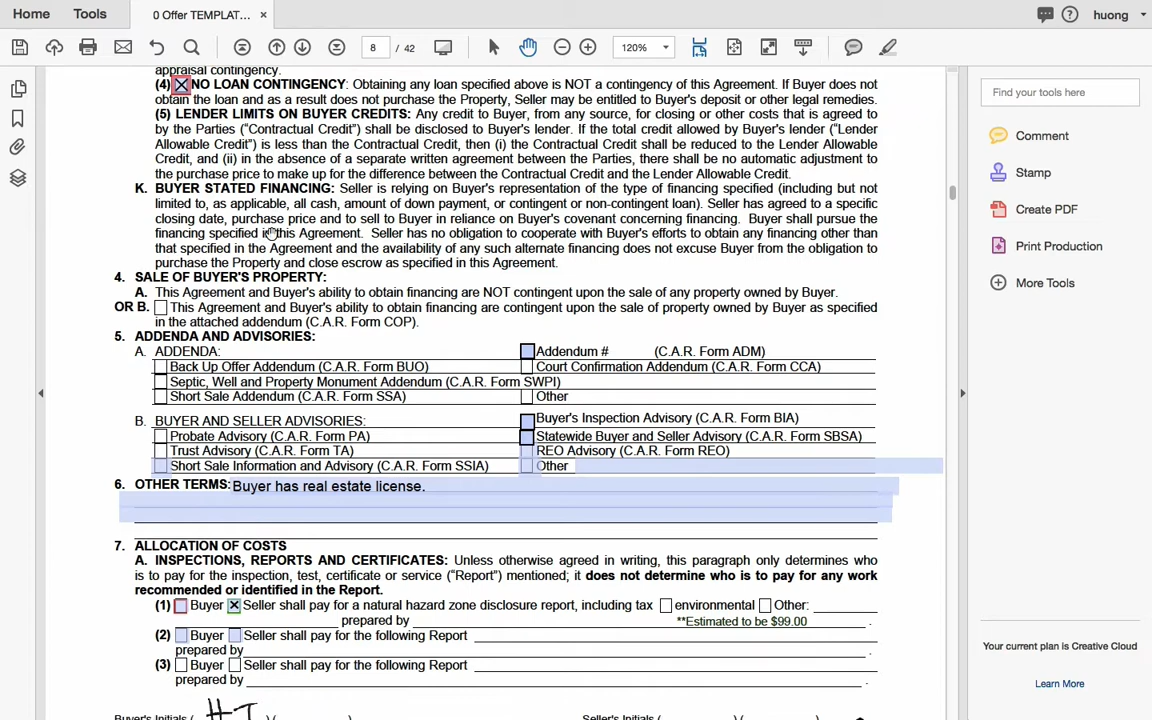 Home Tools 0 Offer TEMPLAT... × huong
8 / 42 120%
appraisal contingency.
(4) NO LOAN CONTINGENCY: Obtaining any loan specified above is NOT a contingency of this Agreement. If Buyer does not
obtain the loan and as a result does not purchase the Property, Seller may be entitled to Buyer's deposit or other legal remedies.
(5) LENDER LIMITS ON BUYER CREDITS: Any credit to Buyer, from any source, for closing or other costs that is agreed to
by the Parties ("Contractual Credit") shall be disclosed to Buyer's lender. If the total credit allowed by Buyer's lender ("Lender
Allowable Credit") is less than the Contractual Credit, then (i) the Contractual Credit shall be reduced to the Lender Allowable
Credit, and (ii) in the absence of a separate written agreement between the Parties, there shall be no automatic adjustment to
the purchase price to make up for the difference between the Contractual Credit and the Lender Allowable Credit.
K. BUYER STATED FINANCING: Seller is relying on Buyer's representation of the type of financing specified (including but not
limited to, as applicable, all cash, amount of down payment, or contingent or non-contingent loan). Seller has agreed to a specific
closing date, purchase price and to sell to Buyer in reliance on Buyer's covenant concerning financing. Buyer shall pursue the
financing specified in this Agreement. Seller has no obligation to cooperate with Buyer's efforts to obtain any financing other than
that specified in the Agreement and the availability of any such alternate financing does not excuse Buyer from the obligation to
purchase the Property and close escrow as specified in this Agreement.
4. SALE OF BUYER'S PROPERTY:
A. This Agreement and Buyer's ability to obtain financing are NOT contingent upon the sale of any property owned by Buyer.
OR B. This Agreement and Buyer's ability to obtain financing are contingent upon the sale of property owned by Buyer as specified
in the attached addendum (C.A.R. Form COP).
5. ADDENDA AND ADVISORIES:
A. ADDENDA: Addendum # (C.A.R. Form ADM)
Back Up Offer Addendum (C.A.R. Form BUO) Court Confirmation Addendum (C.A.R. Form CCA)
Septic, Well and Property Monument Addendum (C.A.R. Form SWPI)
Short Sale Addendum (C.A.R. Form SSA) Other
B. BUYER AND SELLER ADVISORIES: Buyer's Inspection Advisory (C.A.R. Form BIA)
Probate Advisory (C.A.R. Form PA) Statewide Buyer and Seller Advisory (C.A.R. Form SBSA)
Trust Advisory (C.A.R. Form TA) REO Advisory (C.A.R. Form REO)
Short Sale Information and Advisory (C.A.R. Form SSIA) Other
6. OTHER TERMS: Buyer has real estate license.
7. ALLOCATION OF COSTS
A. INSPECTIONS, REPORTS AND CERTIFICATES: Unless otherwise agreed in writing, this paragraph only determines who
is to pay for the inspection, test, certificate or service ("Report") mentioned; it does not determine who is to pay for any work
recommended or identified in the Report.
(1) Buyer Seller shall pay for a natural hazard zone disclosure report, including tax environmental Other:
prepared by **Estimated to be $99.00 .
(2) Buyer Seller shall pay for the following Report
prepared by .
(3) Buyer Seller shall pay for the following Report
prepared by .
Buyer's Initials ( HT )( ) Seller's Initials ( )( )
Find your tools here
Comment
Stamp
Create PDF
Print Production
More Tools
Your current plan is Creative Cloud
Learn More